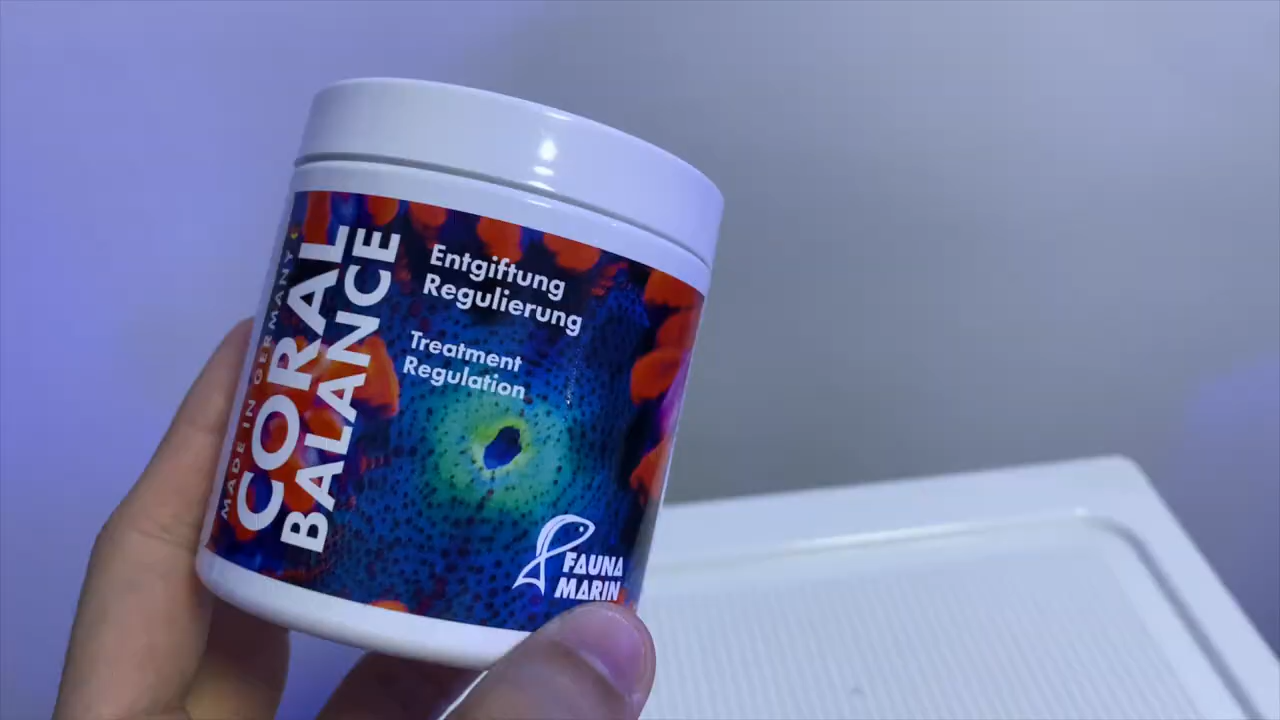 MADE IN GERMANY
CORAL
BALANCE
Entgiftung
Regulierung
Treatment
Regulation
FAUNA
MARIN